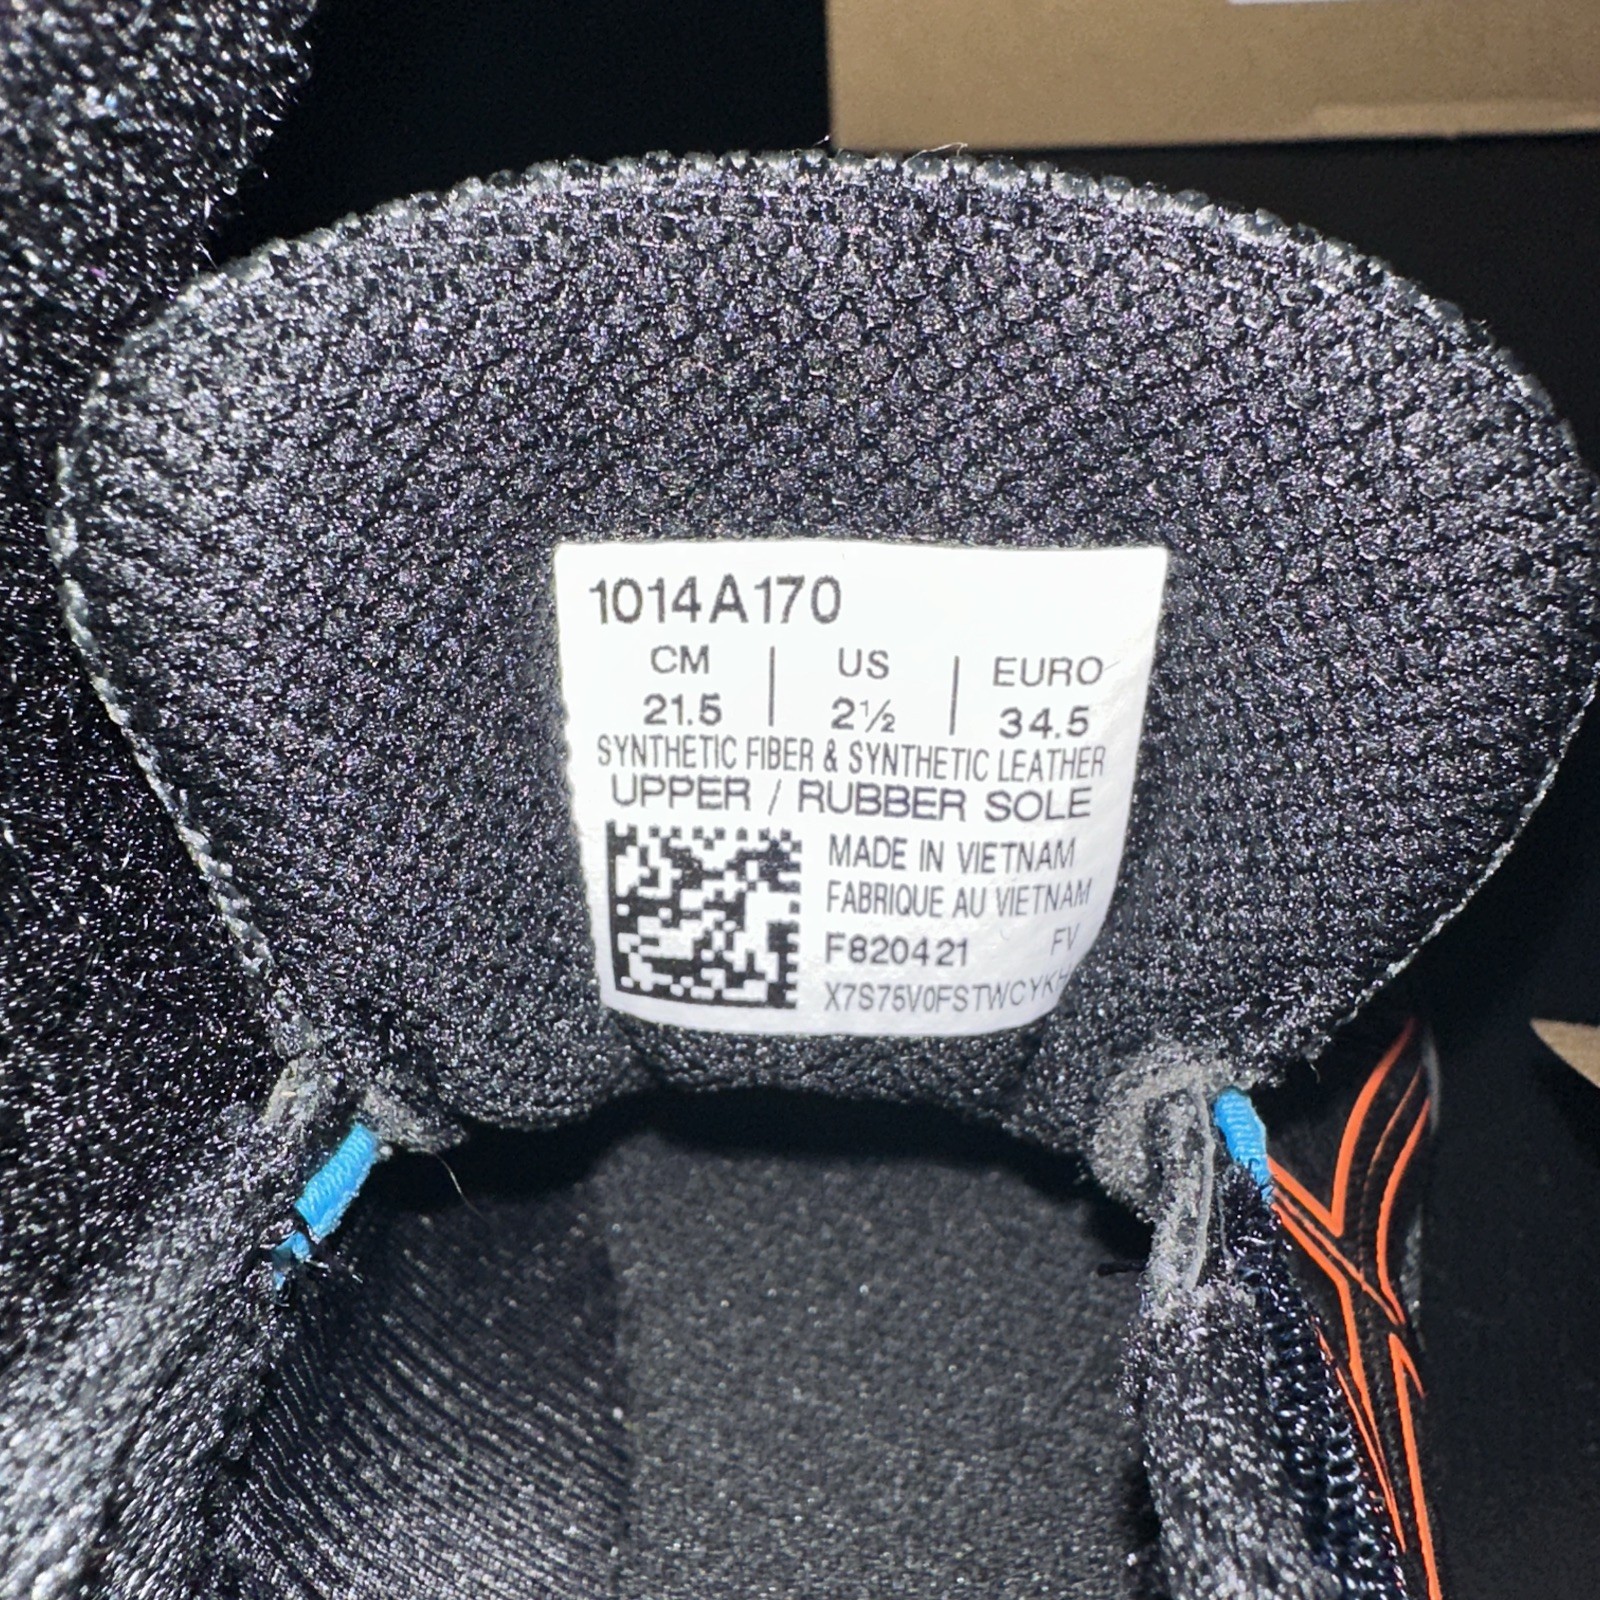 1014A170
CM | US | EURO
21.5 | 2½ | 34.5
SYNTHETIC FIBER & SYNTHETIC LEATHER
UPPER / RUBBER SOLE
MADE IN VIETNAM
FABRIQUE AU VIETNAM
F820421 FV